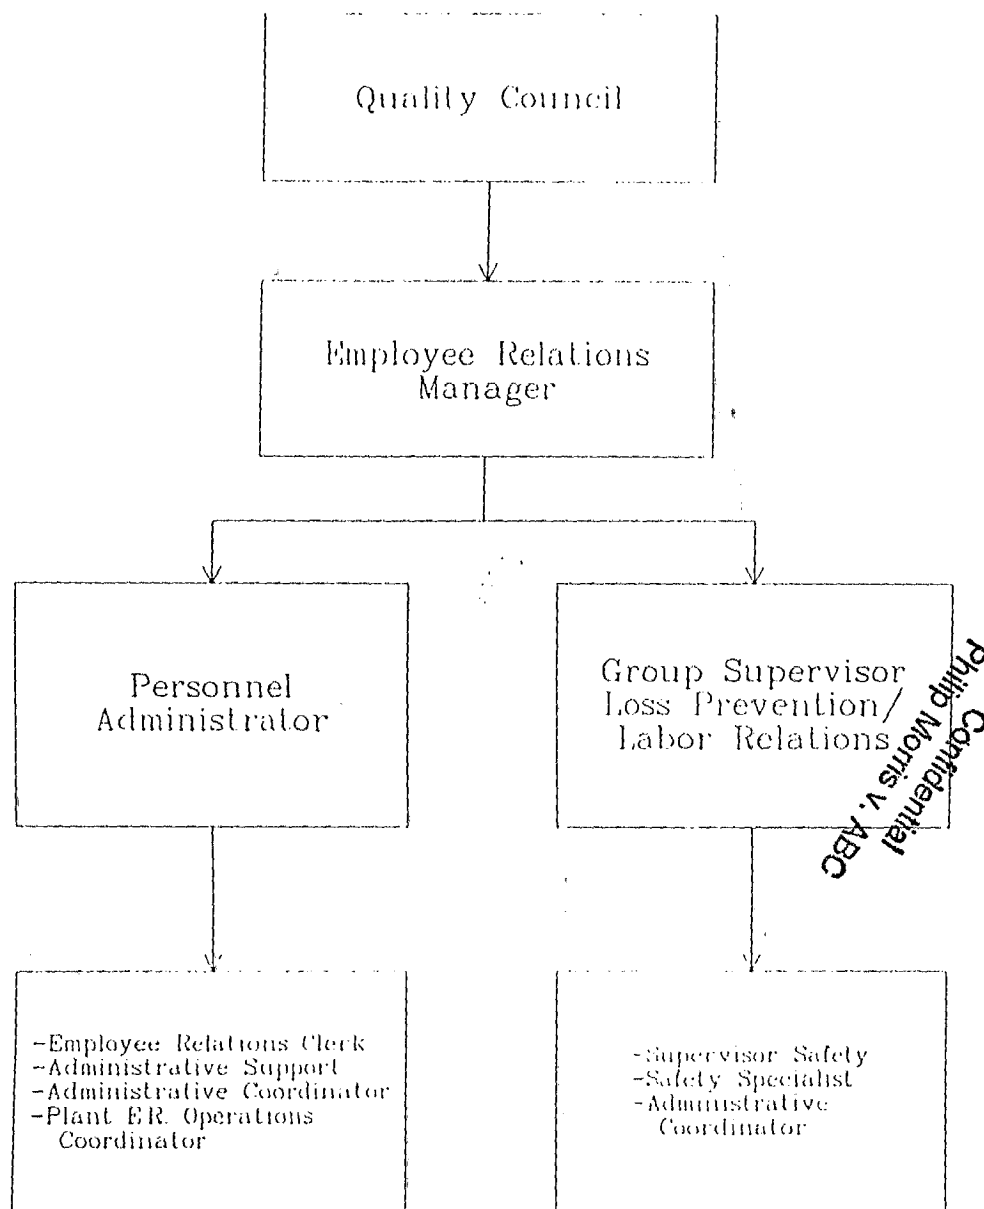 Quality Council
Employee Relations
Manager
Personnel
Administrator
Group Supervisor
Loss Prevention/
Labor Relations
Confidential
Philip Morris v. ABC
-Employee Relations Clerk
-Administrative Support
-Administrative Coordinator
-Plant E.R. Operations
Coordinator
-Supervisor Safety
-Safety Specialist
-Administrative
Coordinator